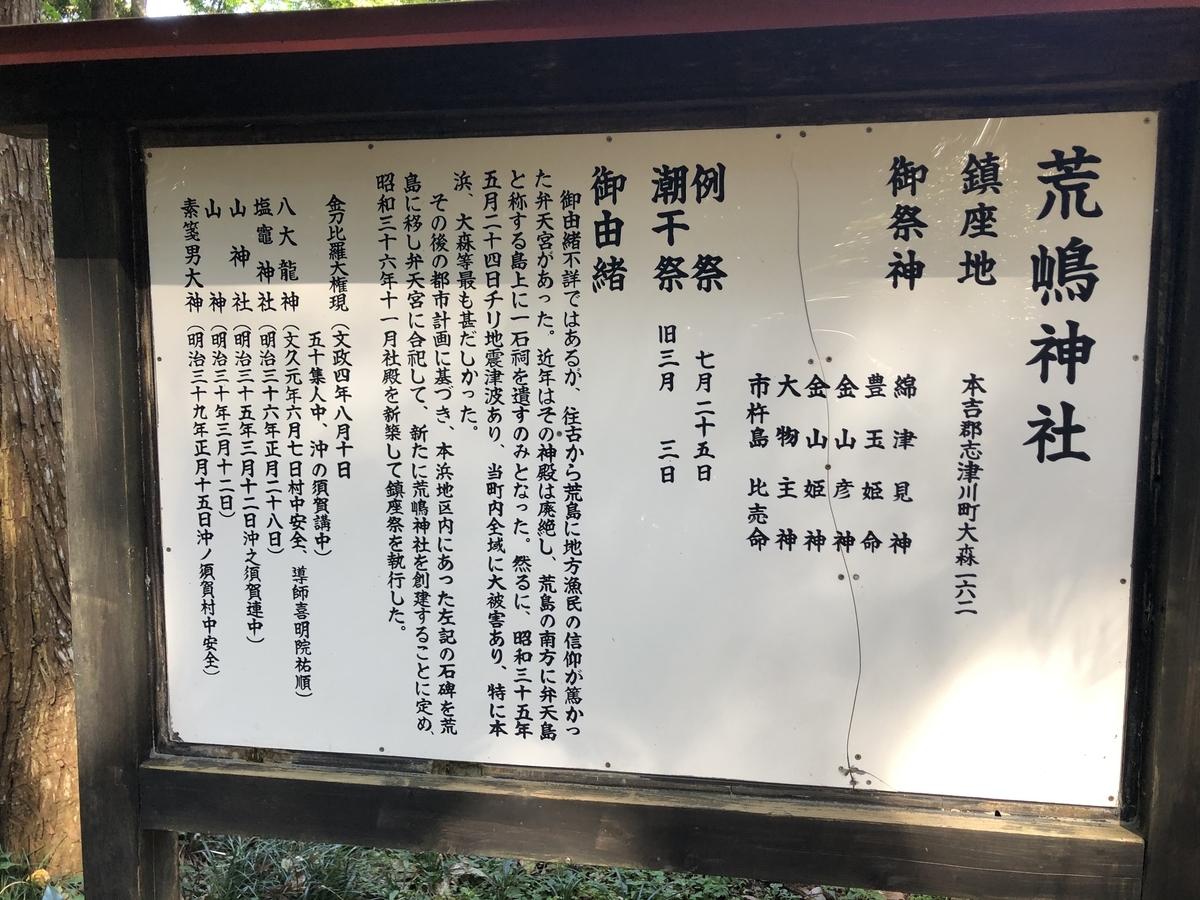 荒嶋神社
鎮座地 本吉郡志津川町大森一六二
御祭神 綿津見神
豊玉姫命
金山彦神
金山姫神
大物主神
市杵島比売命
例祭 七月二十五日
潮干祭 旧三月三日
御由緒
御由緒不詳ではあるが、往古から荒島に地方漁民の信仰が篤かっ
た弁天宮があった。近年はその神殿は廃絶し、荒島の南方に弁天島
と称する島上に一石祠を遺すのみとなった。然るに、昭和三十五年
五月二十四日チリ地震津波あり、当町内全域に大被害あり、特に本
浜、大森等最も甚だしかった。
その後の都市計画に基づき、本浜地区内にあった左記の石碑を荒
島に移し弁天宮に合祀して、新たに荒嶋神社を創建することに定め、
昭和三十六年十一月社殿を新築して鎮座祭を執行した。
金刀比羅大権現(文政四年八月十日
五十集人中、沖の須賀講中)
八大龍神(文久元年六月七日村中安全、導師喜明院祐順)
塩竈神社(明治三十六年正月二十八日)
山神社(明治三十五年三月十二日沖之須賀連中)
山神(明治三十年三月十二日)
素箋男大神(明治三十九年正月十五日沖ノ須賀村中安全)